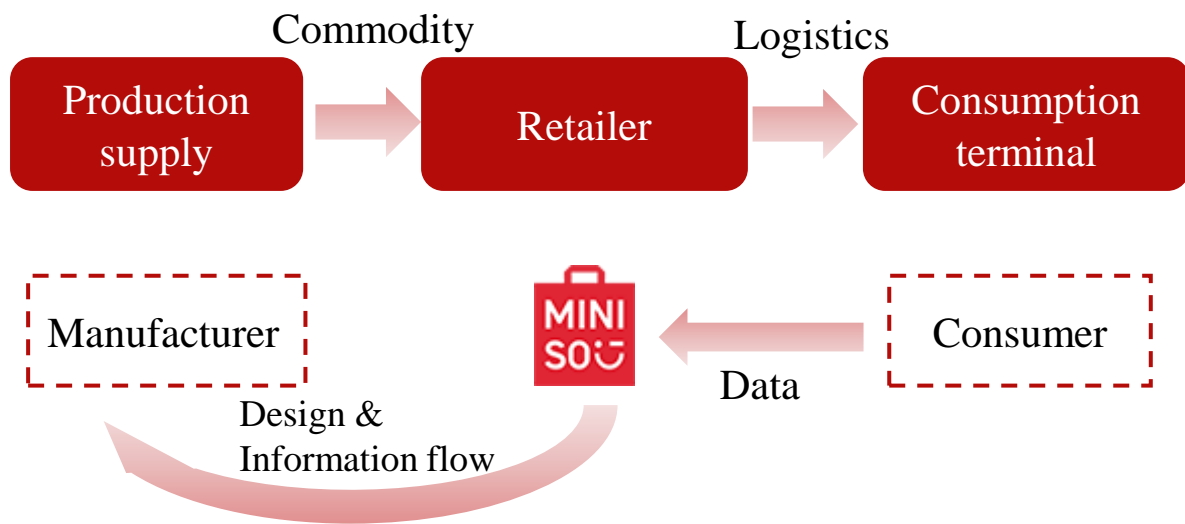 Commodity
Logistics
Production
supply
Retailer
Consumption
terminal
Manufacturer
MINI
SO
Consumer
Data
Design &
Information flow